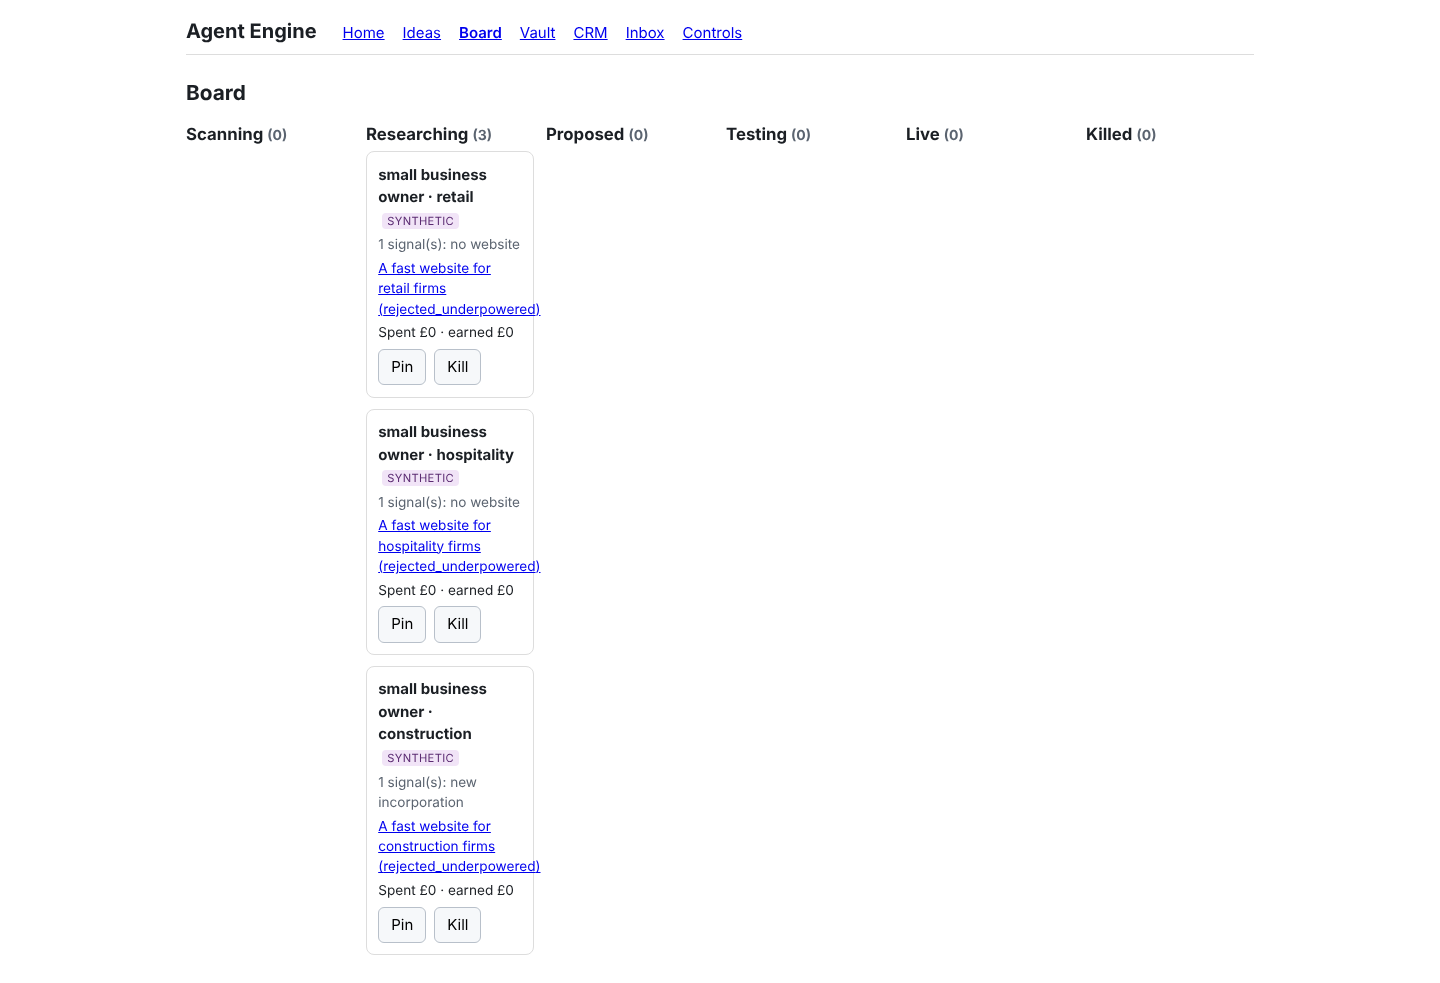 Agent Engine Home Ideas Board Vault CRM Inbox Controls
Board
Scanning (0) Researching (3) Proposed (0) Testing (0) Live (0) Killed (0)
small business
owner · retail
SYNTHETIC
1 signal(s): no website
A fast website for
retail firms
(rejected_underpowered)
Spent £0 · earned £0
Pin Kill
small business
owner · hospitality
SYNTHETIC
1 signal(s): no website
A fast website for
hospitality firms
(rejected_underpowered)
Spent £0 · earned £0
Pin Kill
small business
owner ·
construction
SYNTHETIC
1 signal(s): new
incorporation
A fast website for
construction firms
(rejected_underpowered)
Spent £0 · earned £0
Pin Kill